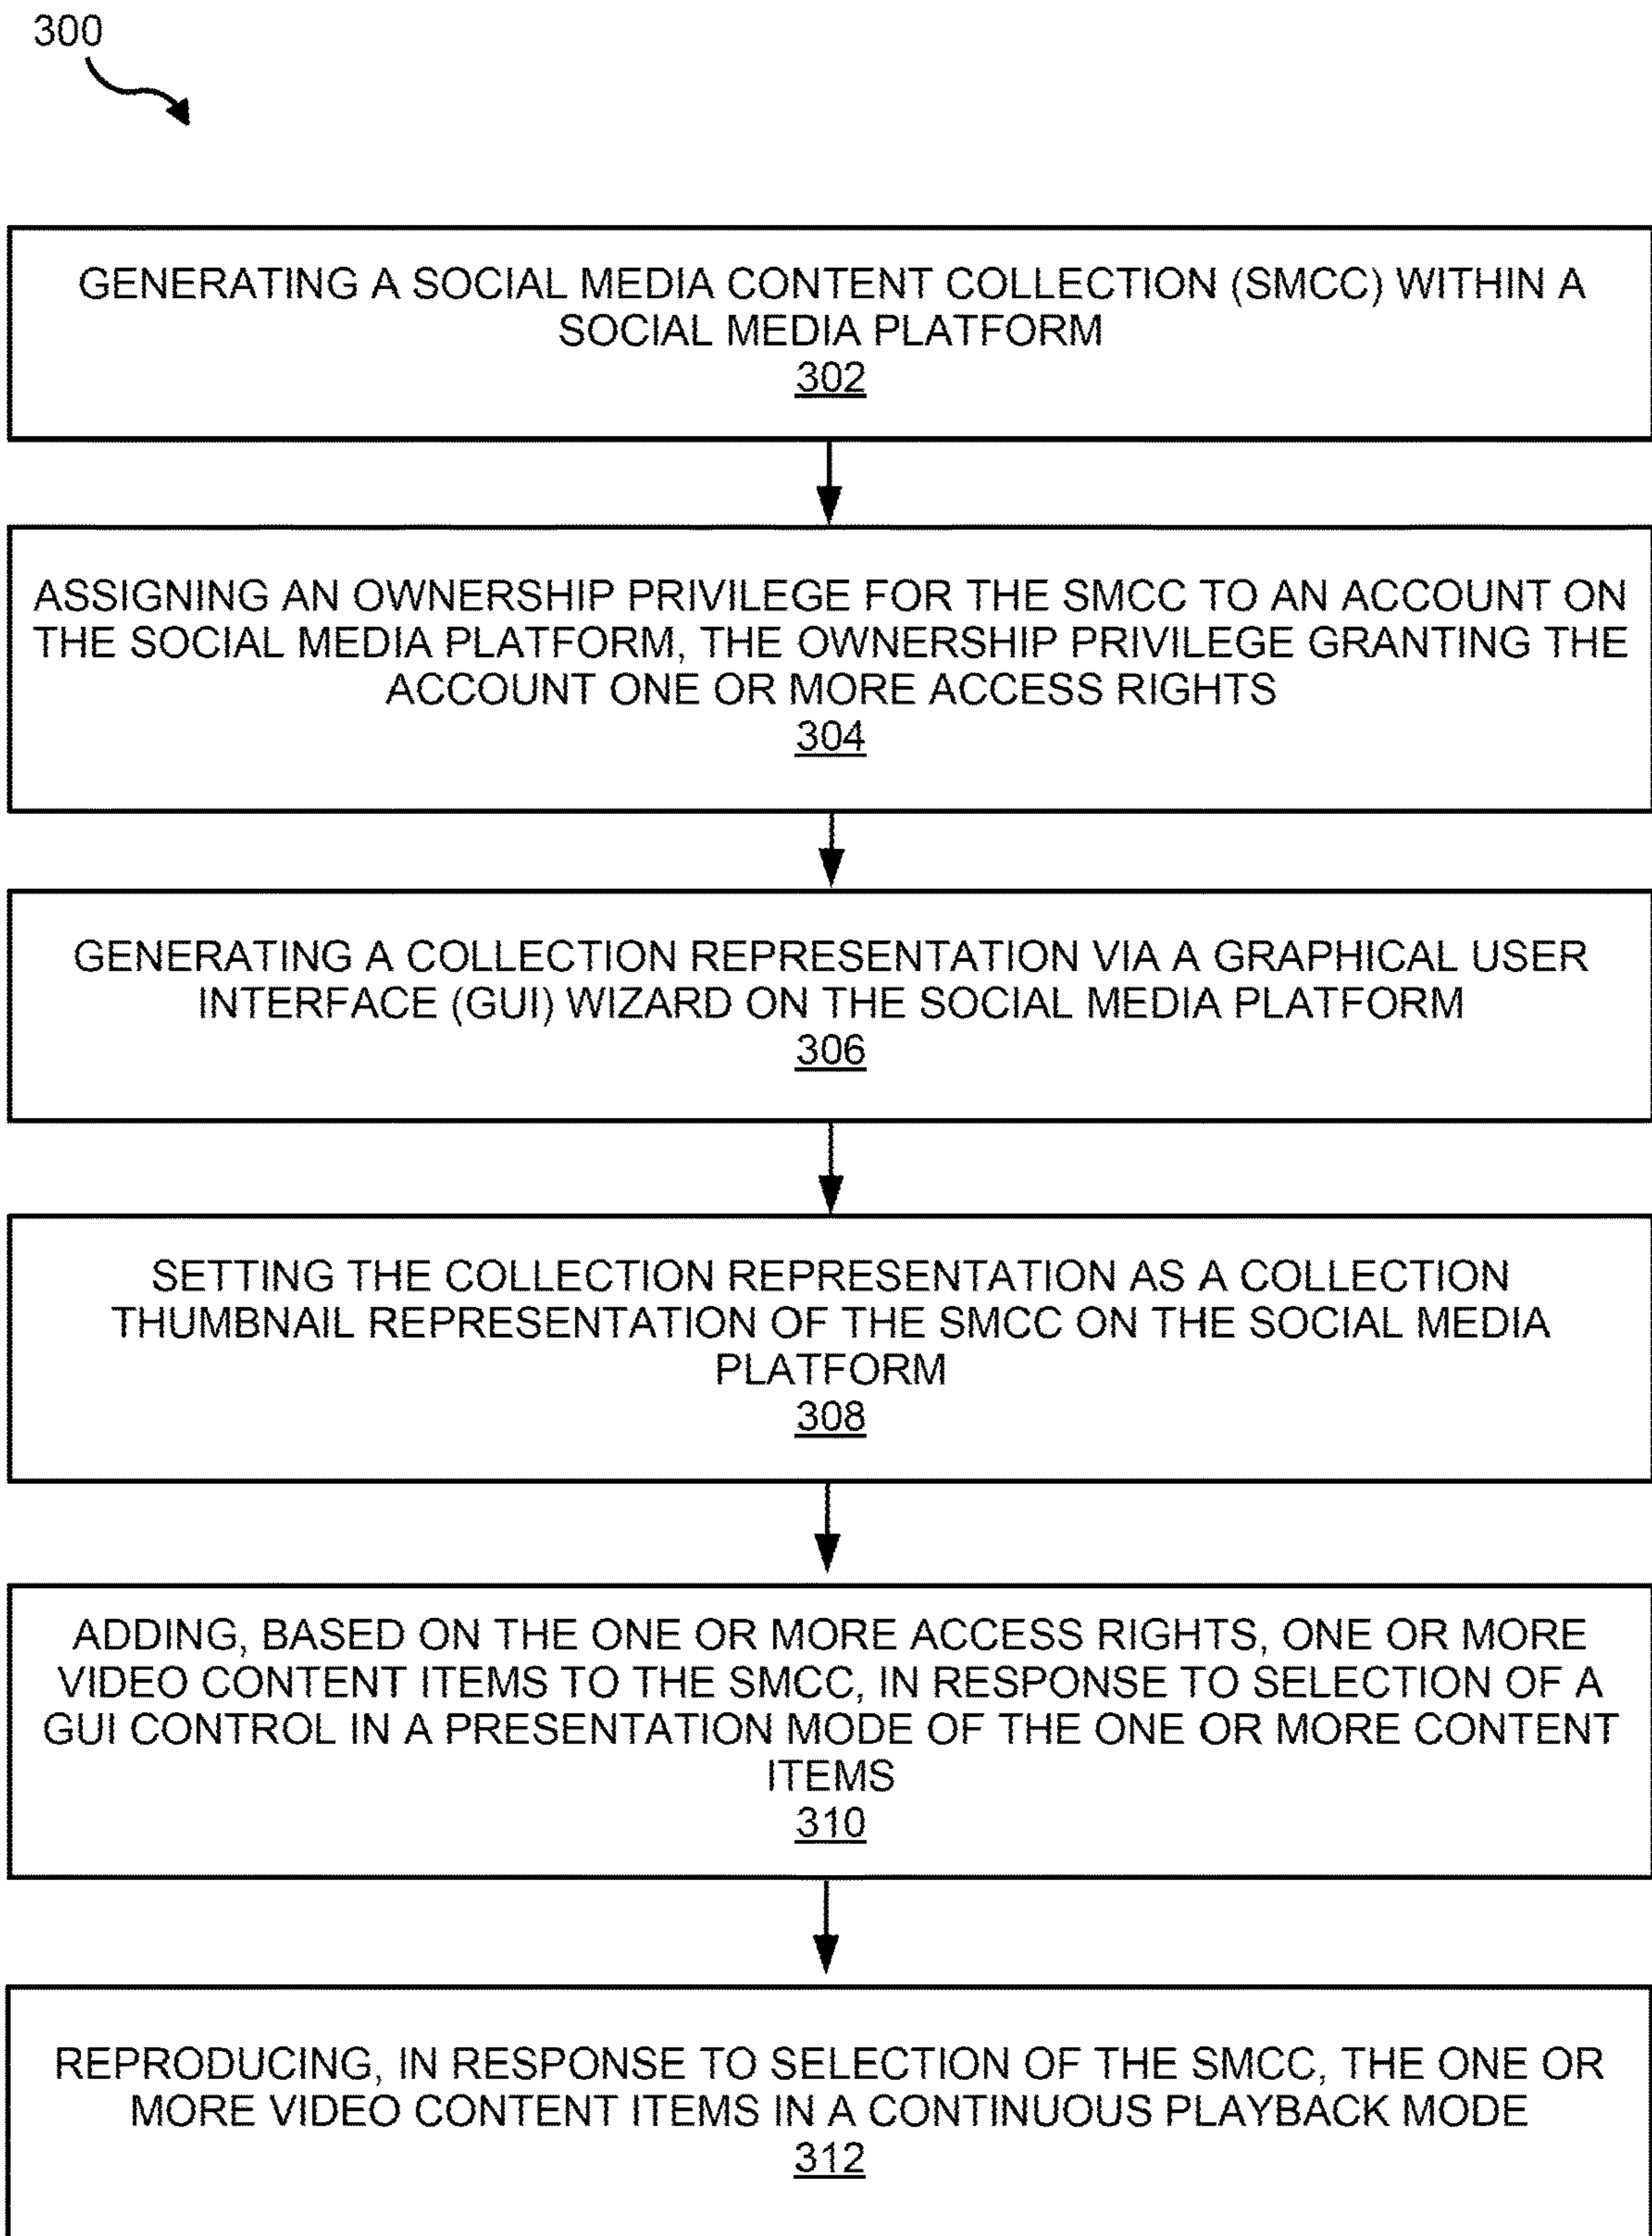 300
GENERATING A SOCIAL MEDIA CONTENT COLLECTION (SMCC) WITHIN A
SOCIAL MEDIA PLATFORM
302
ASSIGNING AN OWNERSHIP PRIVILEGE FOR THE SMCC TO AN ACCOUNT ON
THE SOCIAL MEDIA PLATFORM, THE OWNERSHIP PRIVILEGE GRANTING THE
ACCOUNT ONE OR MORE ACCESS RIGHTS
304
GENERATING A COLLECTION REPRESENTATION VIA A GRAPHICAL USER
INTERFACE (GUI) WIZARD ON THE SOCIAL MEDIA PLATFORM
306
SETTING THE COLLECTION REPRESENTATION AS A COLLECTION
THUMBNAIL REPRESENTATION OF THE SMCC ON THE SOCIAL MEDIA
PLATFORM
308
ADDING, BASED ON THE ONE OR MORE ACCESS RIGHTS, ONE OR MORE
VIDEO CONTENT ITEMS TO THE SMCC, IN RESPONSE TO SELECTION OF A
GUI CONTROL IN A PRESENTATION MODE OF THE ONE OR MORE CONTENT
ITEMS
310
REPRODUCING, IN RESPONSE TO SELECTION OF THE SMCC, THE ONE OR
MORE VIDEO CONTENT ITEMS IN A CONTINUOUS PLAYBACK MODE
312